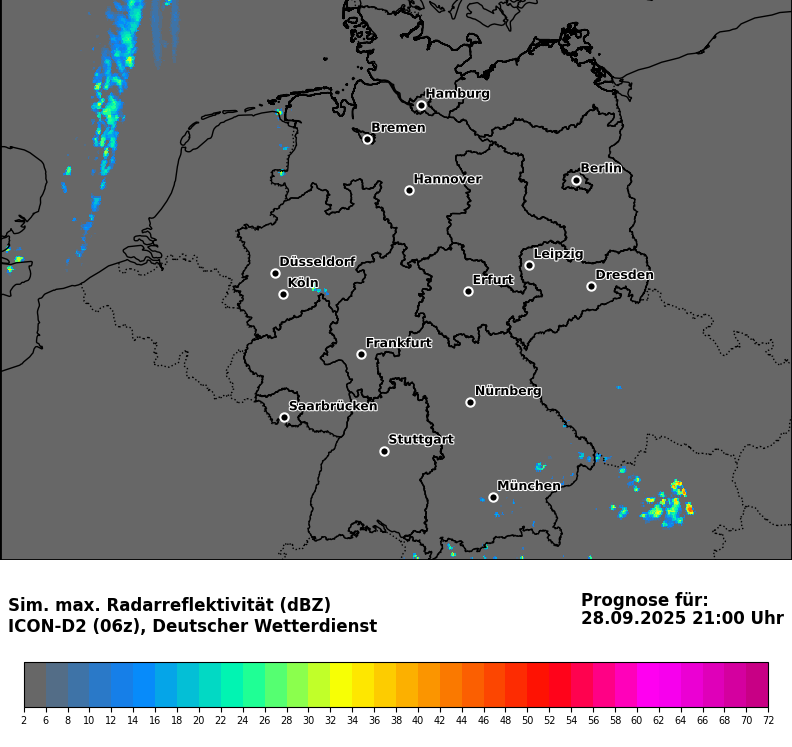 Hamburg
Bremen
Berlin
Hannover
Leipzig
Düsseldorf
Dresden
Köln
Erfurt
Frankfurt
Nürnberg
Saarbrücken
Stuttgart
München
Sim. max. Radarreflektivität (dBZ)
ICON-D2 (06z), Deutscher Wetterdienst
Prognose für:
28.09.2025 21:00 Uhr
2 6 8 10 12 14 16 18 20 22 24 26 28 30 32 34 36 38 40 42 44 46 48 50 52 54 56 58 60 62 64 66 68 70 72